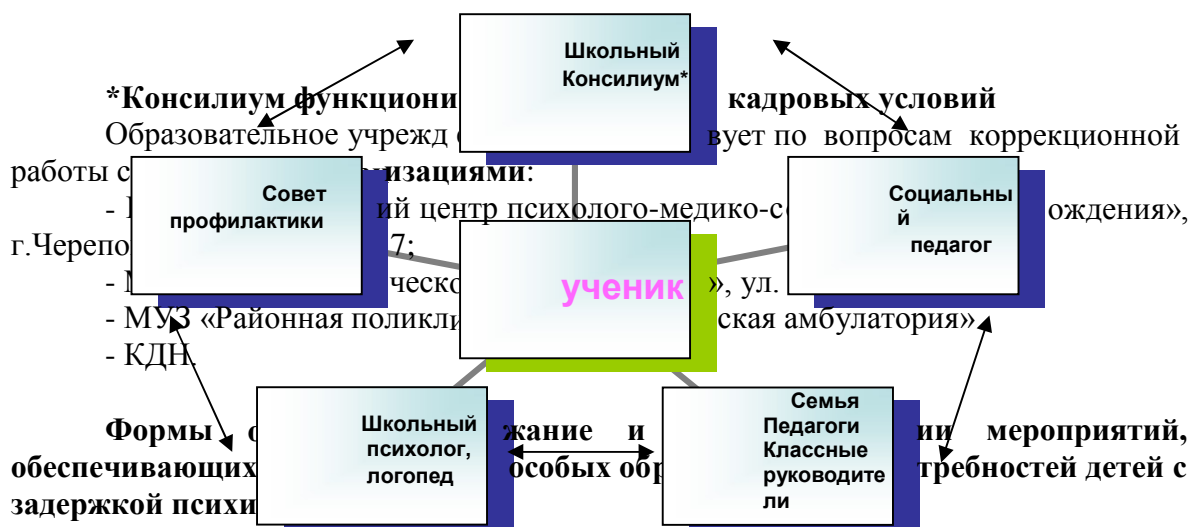 Школьный
Консилиум*
*Консилиум функциони кадровых условий
Образовательное учрежд вует по вопросам коррекционной
работы с изациями:
Совет
профилактики
Социальны
й
педагог
- ий центр психолого-медико-с ождения»,
г.Черепо 7;
- ческо », ул.
ученик
- МУЗ «Районная поликли ская амбулатория»
- КДН.
Школьный
психолог,
логопед
Семья
Педагоги
Классные
руководите
ли
Формы о жание и ии мероприятий,
обеспечивающих особых обр требностей детей с
задержкой психи